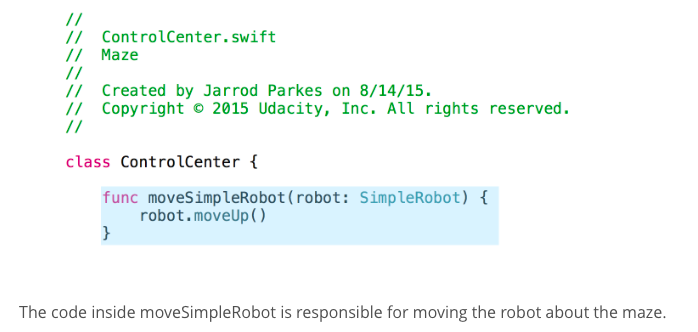 //
// ControlCenter.swift
// Maze
//
// Created by Jarrod Parkes on 8/14/15.
// Copyright © 2015 Udacity, Inc. All rights reserved.
//
class ControlCenter {
func moveSimpleRobot(robot: SimpleRobot) {
robot.moveUp()
}
The code inside moveSimpleRobot is responsible for moving the robot about the maze.